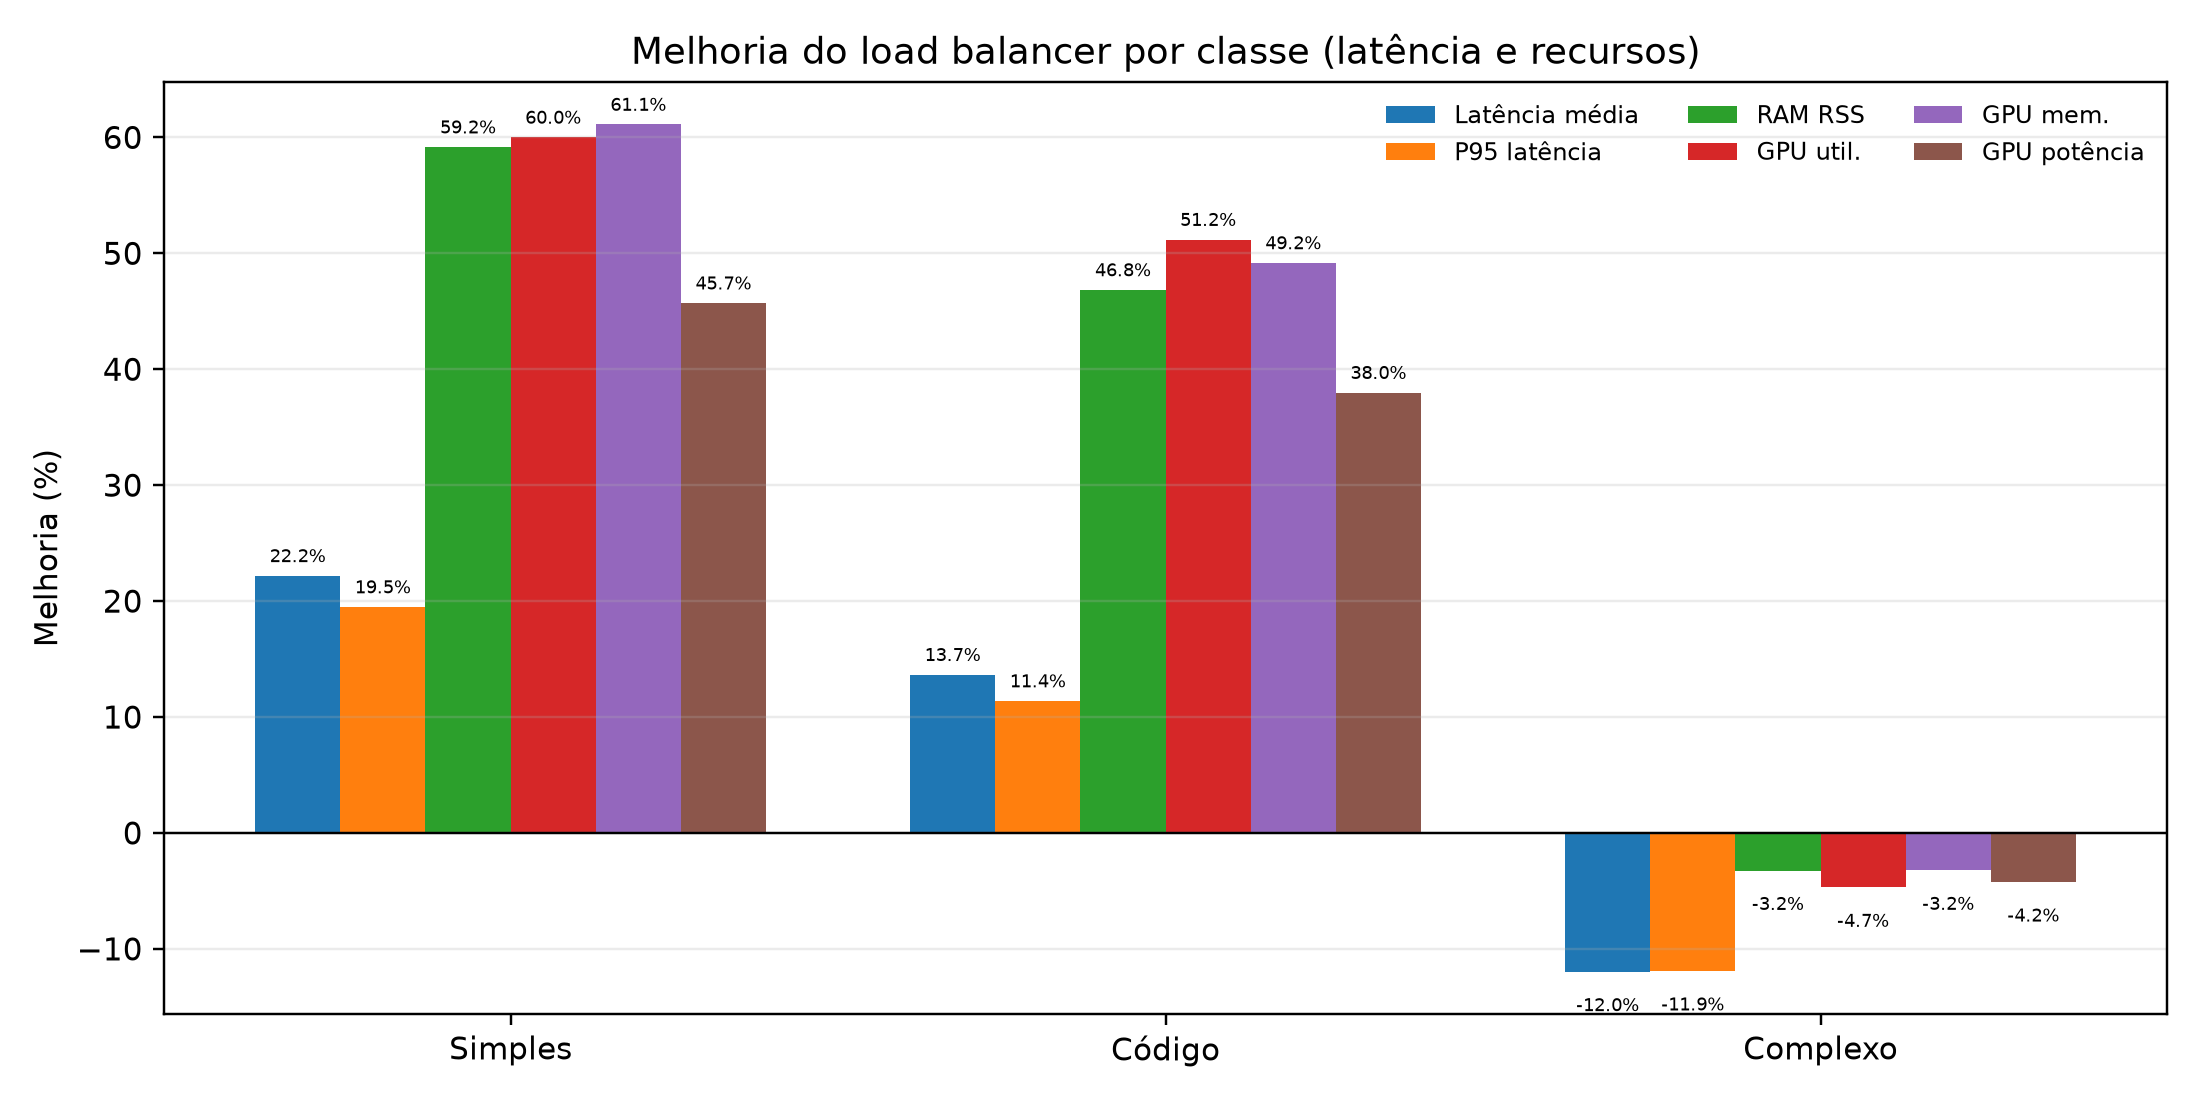 Melhoria do load balancer por classe (latência e recursos)
Latência média
P95 latência
RAM RSS
GPU util.
GPU mem.
GPU potência
Melhoria (%)
60
50
40
30
20
10
0
−10
22.2%
19.5%
59.2%
60.0%
61.1%
45.7%
13.7%
11.4%
46.8%
51.2%
49.2%
38.0%
-12.0%
-11.9%
-3.2%
-4.7%
-3.2%
-4.2%
Simples
Código
Complexo